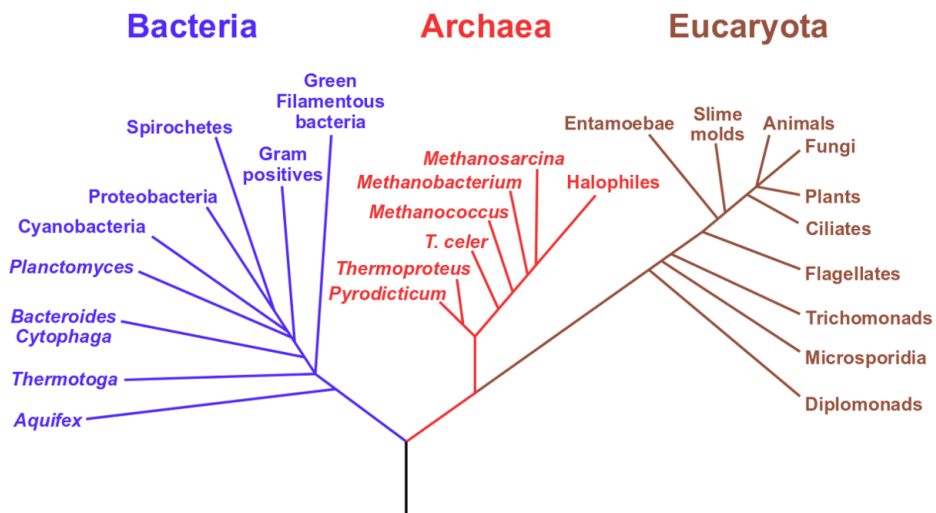 Bacteria
Archaea
Eucaryota
Green
Filamentous
bacteria
Spirochetes
Gram
positives
Proteobacteria
Cyanobacteria
Planctomyces
Bacteroides
Cytophaga
Thermotoga
Aquifex
Methanosarcina
Methanobacterium
Halophiles
Methanococcus
T. celer
Thermoproteus
Pyrodicticum
Entamoebae
Slime
molds
Animals
Fungi
Plants
Ciliates
Flagellates
Trichomonads
Microsporidia
Diplomonads